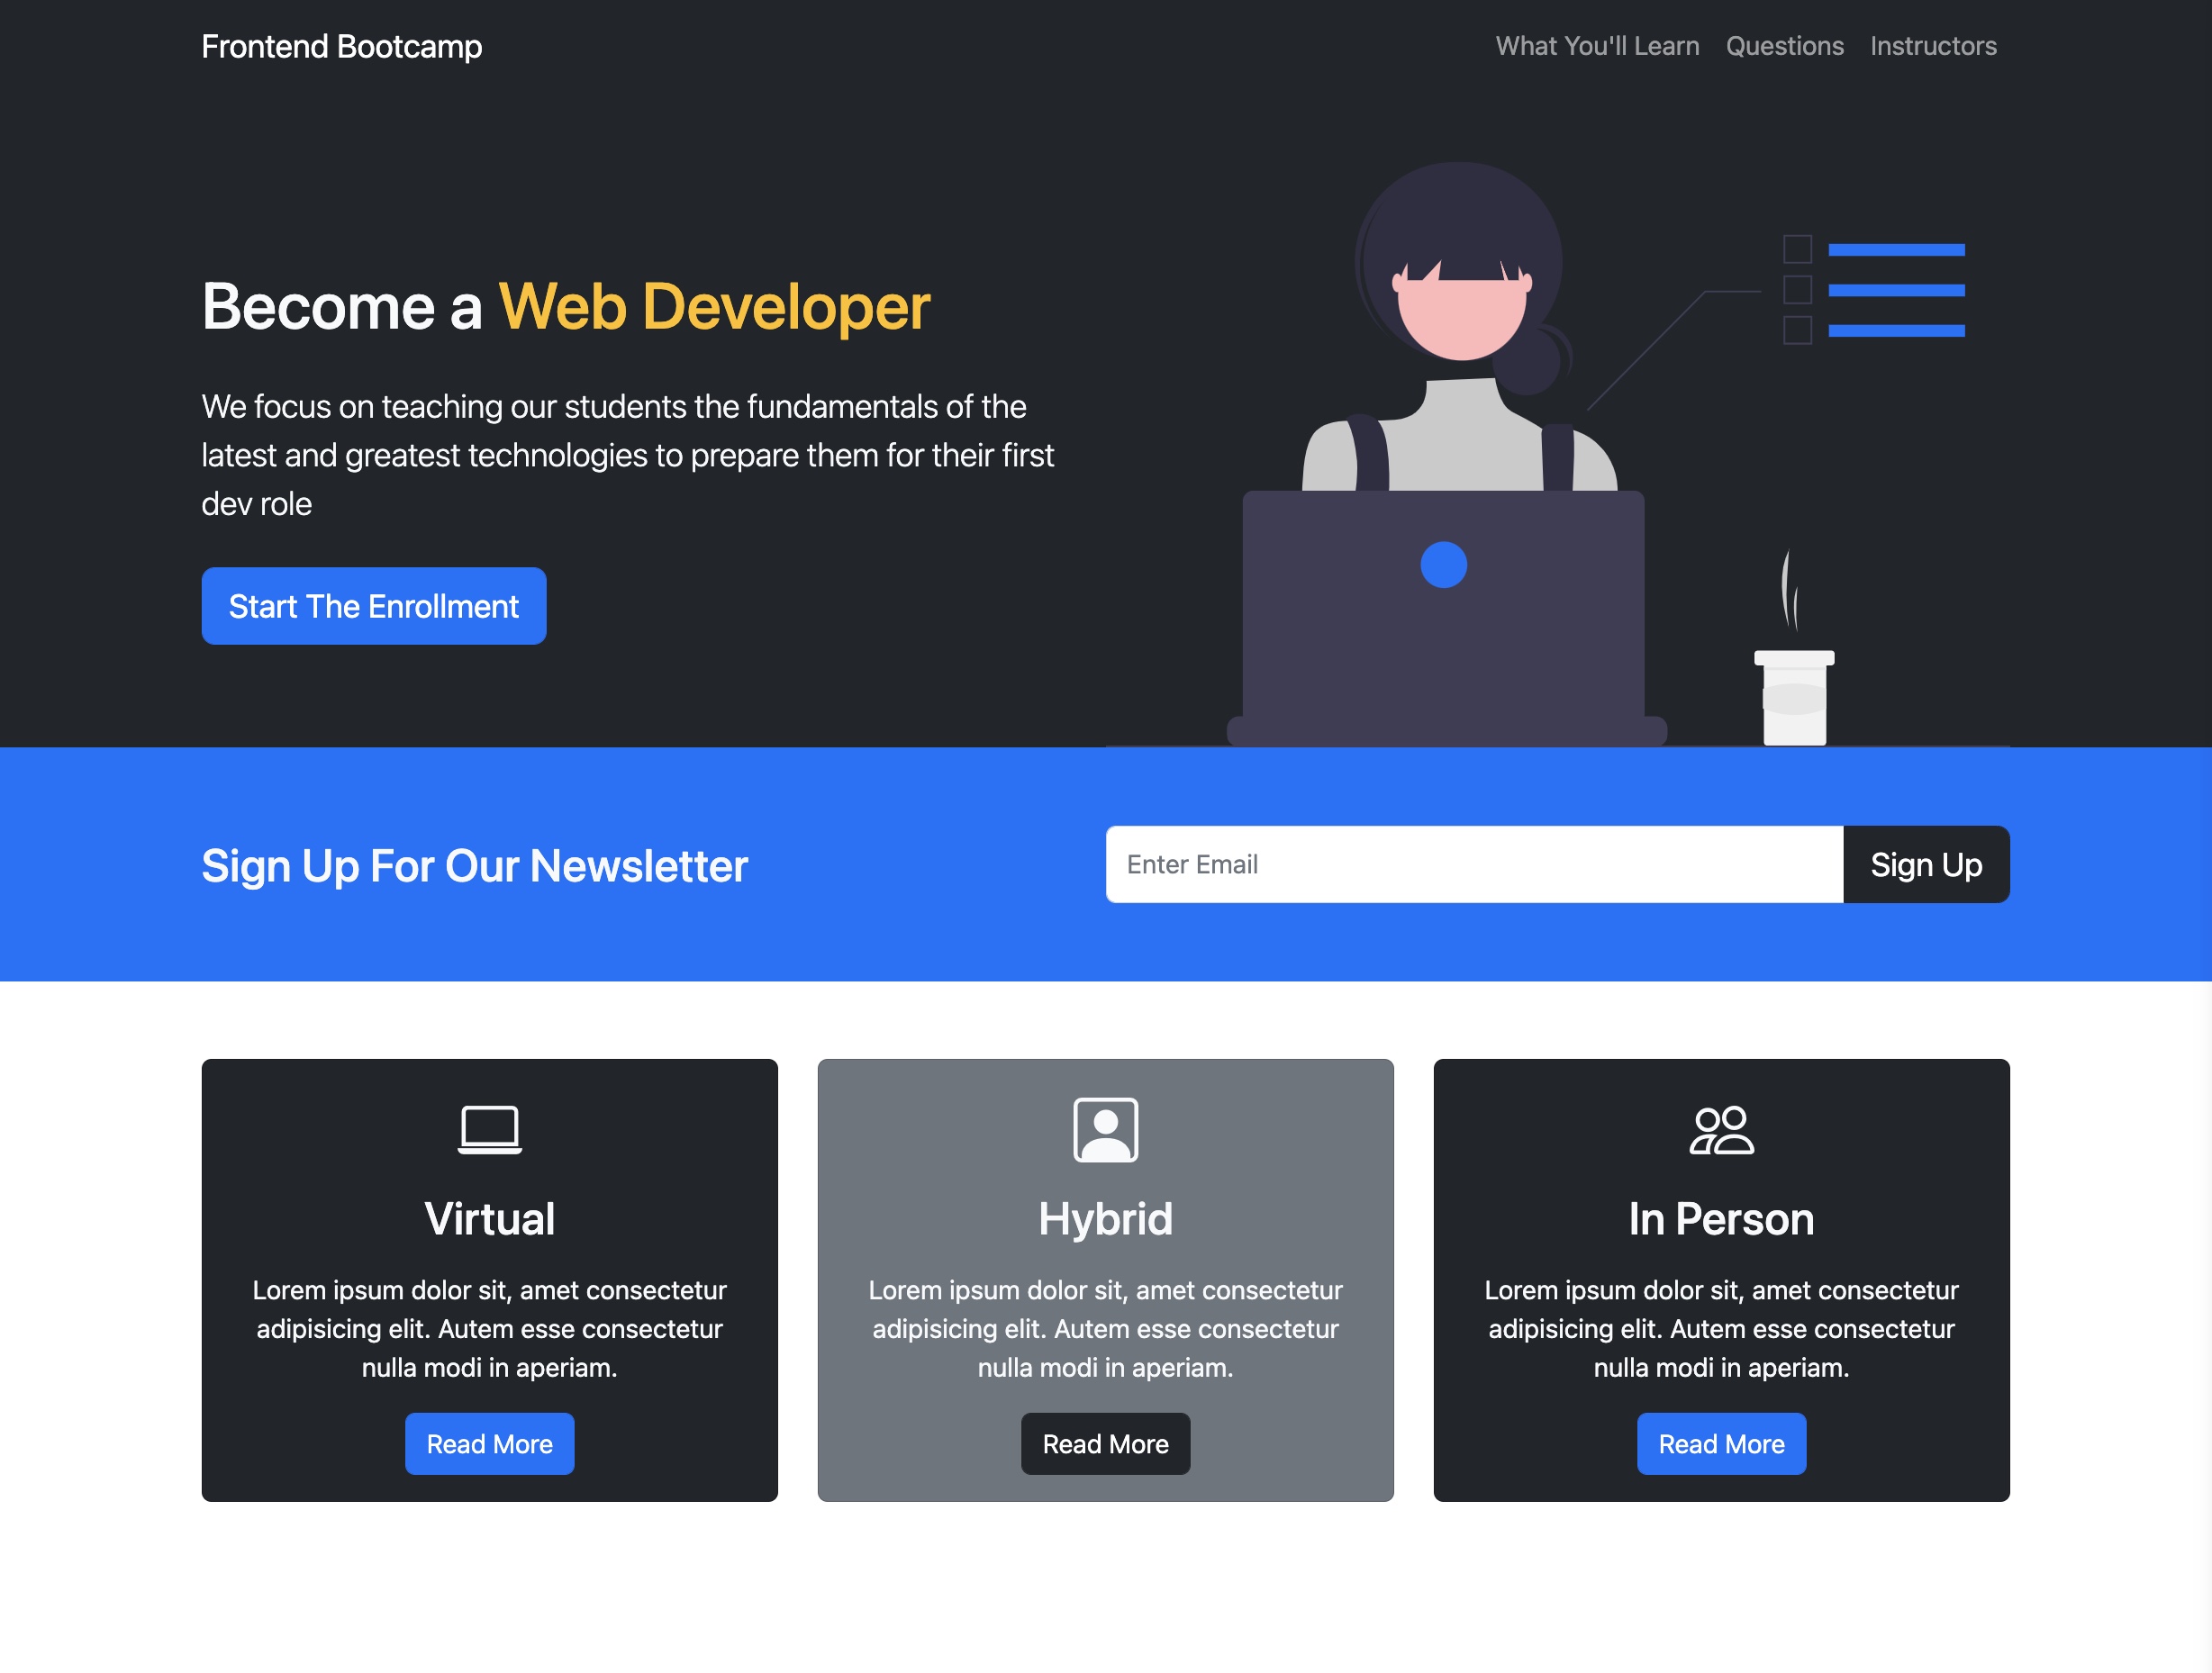 Frontend Bootcamp
What You'll Learn Questions Instructors
Become a Web Developer
We focus on teaching our students the fundamentals of the
latest and greatest technologies to prepare them for their first
dev role
Start The Enrollment
Sign Up For Our Newsletter
Enter Email
Sign Up
Virtual
Lorem ipsum dolor sit, amet consectetur
adipisicing elit. Autem esse consectetur
nulla modi in aperiam.
Read More
Hybrid
Lorem ipsum dolor sit, amet consectetur
adipisicing elit. Autem esse consectetur
nulla modi in aperiam.
Read More
In Person
Lorem ipsum dolor sit, amet consectetur
adipisicing elit. Autem esse consectetur
nulla modi in aperiam.
Read More